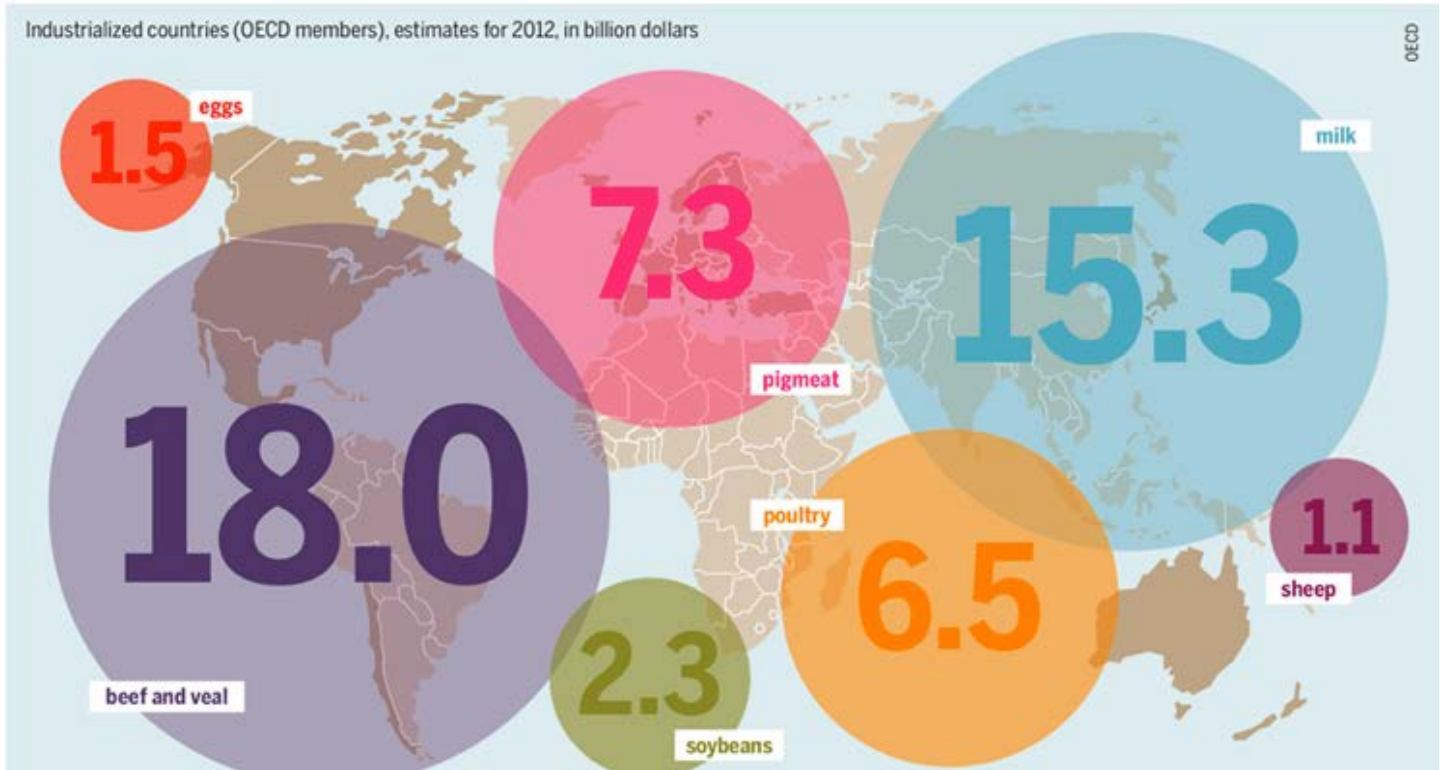 Industrialized countries (OECD members), estimates for 2012, in billion dollars
OECD
eggs
1.5
7.3
pigmeat
milk
15.3
18.0
beef and veal
poultry
6.5
1.1
sheep
2.3
soybeans